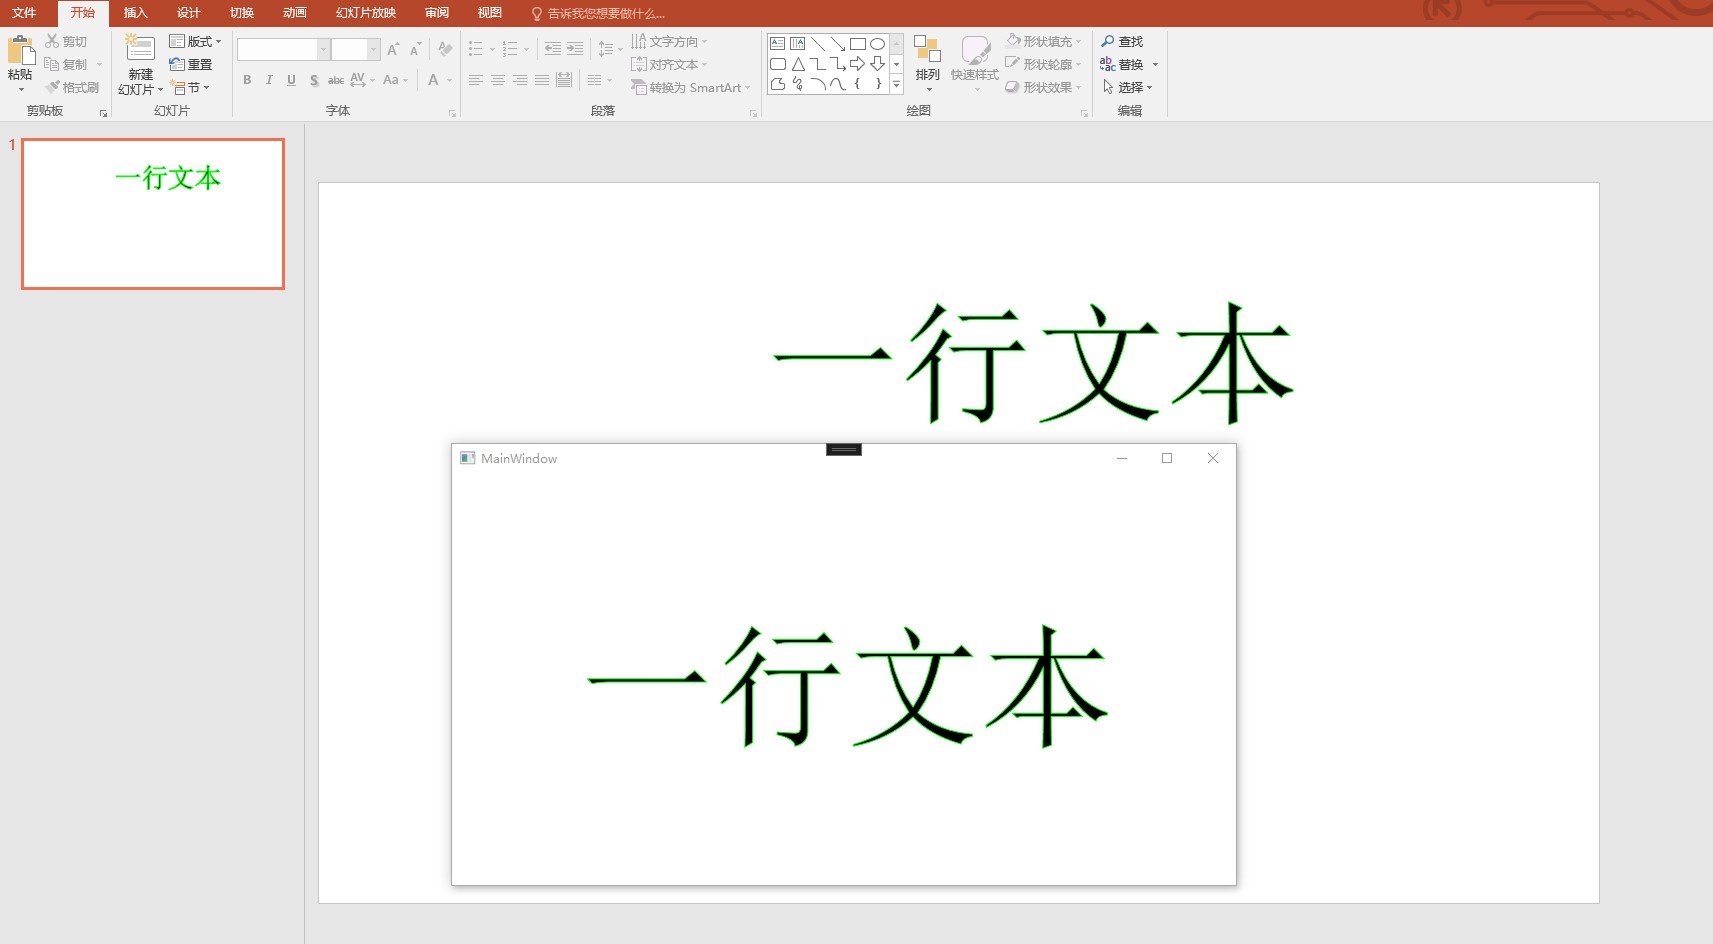 文件 开始 插入 设计 切换 动画 幻灯片放映 审阅 视图 告诉我您想要做什么...
粘贴 剪切 复制 格式刷
剪贴板
新建幻灯片 版式 重置 节
幻灯片
B I U S abc AV Aa A
字体
文字方向
对齐文本
转换为 SmartArt
段落
排列 快速样式 形状填充 形状轮廓 形状效果
绘图
查找
替换
选择
编辑
1
一行文本
一行文本
MainWindow
一行文本